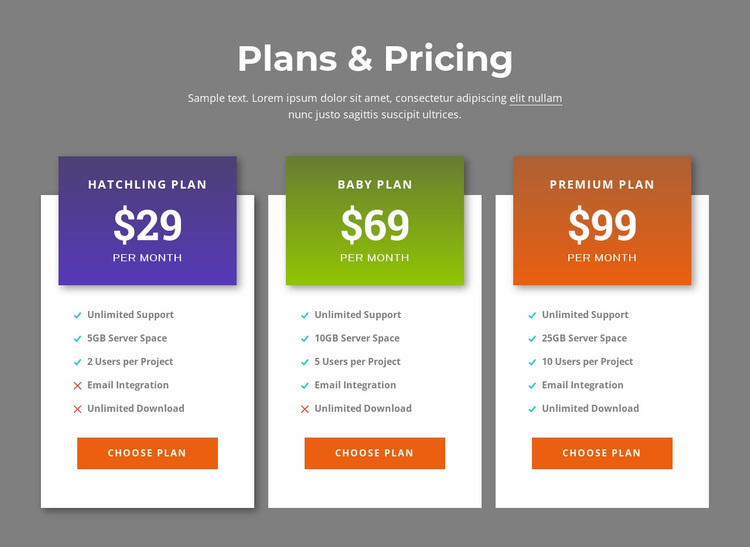 Plans & Pricing
Sample text. Lorem ipsum dolor sit amet, consectetur adipiscing elit nullam
nunc justo sagittis suscipit ultrices.
HATCHLING PLAN
$29
PER MONTH
Unlimited Support
5GB Server Space
2 Users per Project
Email Integration
Unlimited Download
CHOOSE PLAN
BABY PLAN
$69
PER MONTH
Unlimited Support
10GB Server Space
5 Users per Project
Email Integration
Unlimited Download
CHOOSE PLAN
PREMIUM PLAN
$99
PER MONTH
Unlimited Support
25GB Server Space
10 Users per Project
Email Integration
Unlimited Download
CHOOSE PLAN